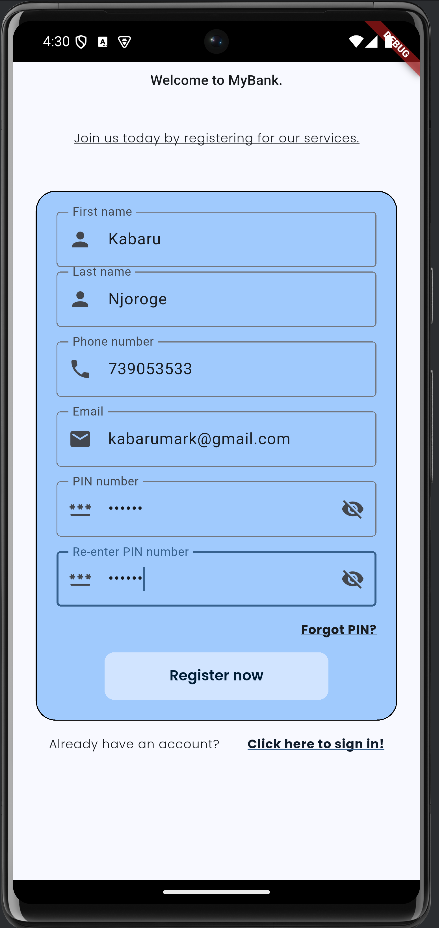 4:30
DEBUG
Welcome to MyBank.
Join us today by registering for our services.
First name
Kabaru
Last name
Njoroge
Phone number
739053533
Email
kabarumark@gmail.com
PIN number
••••••
Re-enter PIN number
••••••
Forgot PIN?
Register now
Already have an account? Click here to sign in!